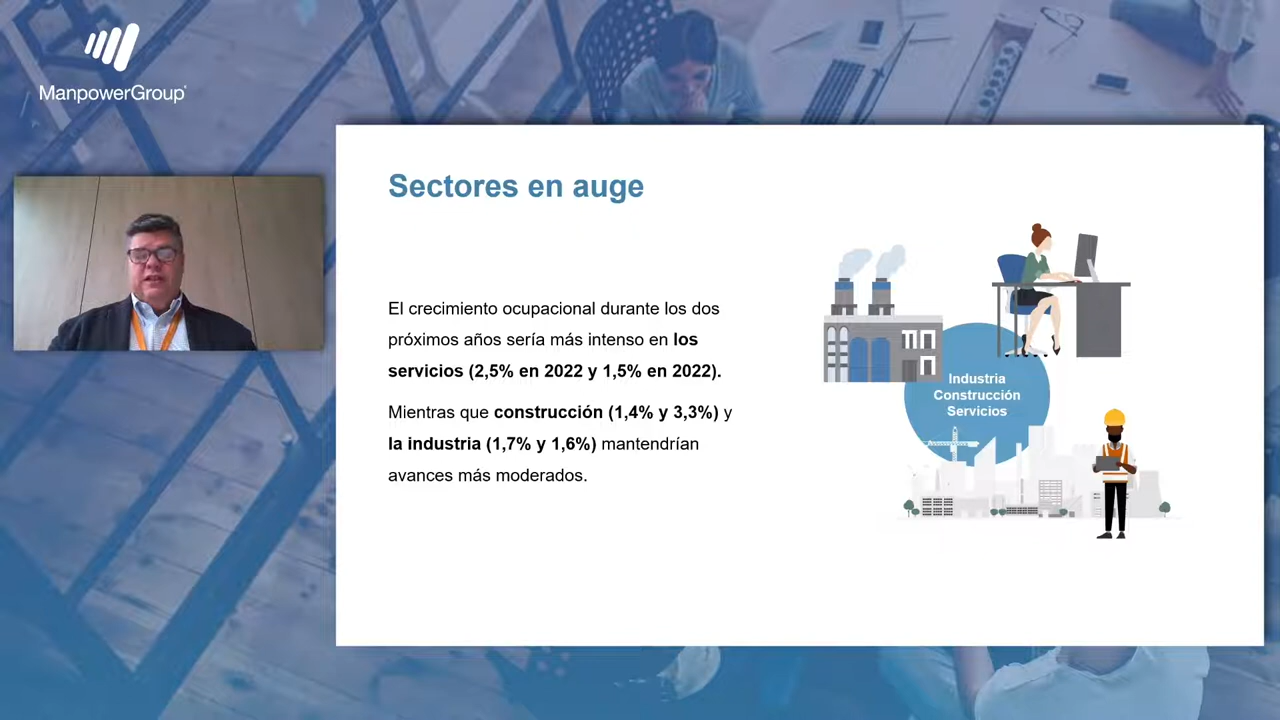 ManpowerGroup
Sectores en auge
El crecimiento ocupacional durante los dos
próximos años sería más intenso en los
servicios (2,5% en 2022 y 1,5% en 2022).
Mientras que construcción (1,4% y 3,3%) y
la industria (1,7% y 1,6%) mantendrían
avances más moderados.
Industria
Construcción
Servicios